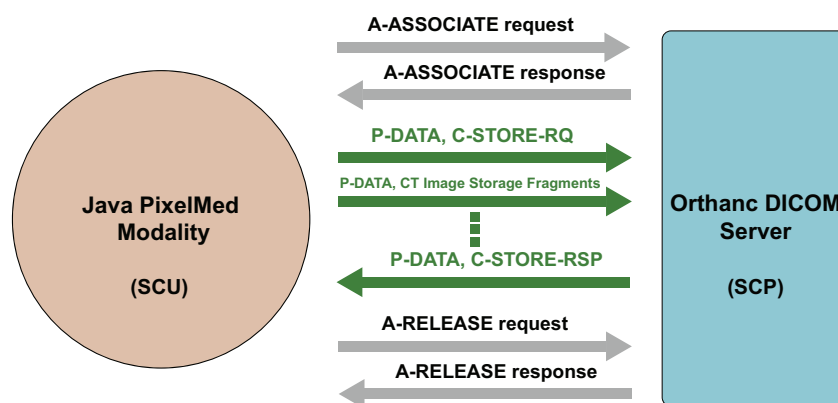 A-ASSOCIATE request
A-ASSOCIATE response
P-DATA, C-STORE-RQ
P-DATA, CT Image Storage Fragments
Java PixelMed
Modality
(SCU)
Orthanc DICOM
Server
(SCP)
P-DATA, C-STORE-RSP
A-RELEASE request
A-RELEASE response